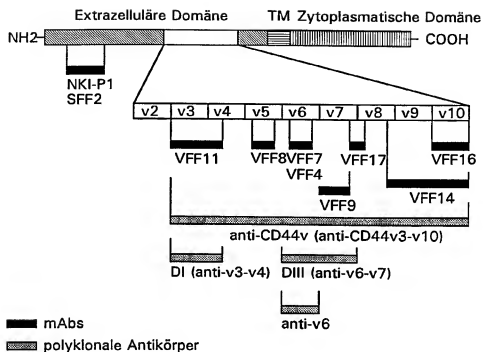 Extrazelluläre Domäne TM Zytoplasmatische Domäne
NH2- COOH
NKI-P1
SFF2
v2 v3 v4 v5 v6 v7 v8 v9 v10
VFF11 VFF8 VFF7 VFF17 VFF16
VFF4
VFF9 VFF14
anti-CD44v (anti-CD44v3-v10)
DI (anti-v3-v4) DIII (anti-v6-v7)
anti-v6
mAbs
polyklonale Antikörper